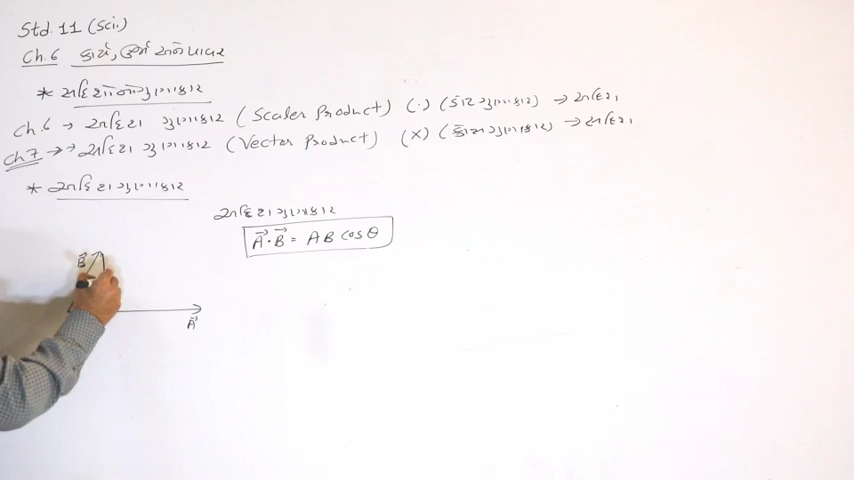 Std. 11 (Sci.)
Ch.6 કાર્ય, ઊર્જા અને પાવર
* સદિશોનો ગુણાકાર
Ch.6 → અદિશ ગુણાકાર (Scaler Product) (·) (ડોટ ગુણાકાર) → અદિશ
Ch 7 → સદિશ ગુણાકાર (Vector Product) (×) (ક્રોસ ગુણાકાર) → સદિશ
* અદિશ ગુણાકાર
અદિશ ગુણાકાર
A⃗·B⃗ = AB cosθ
B⃗
A⃗